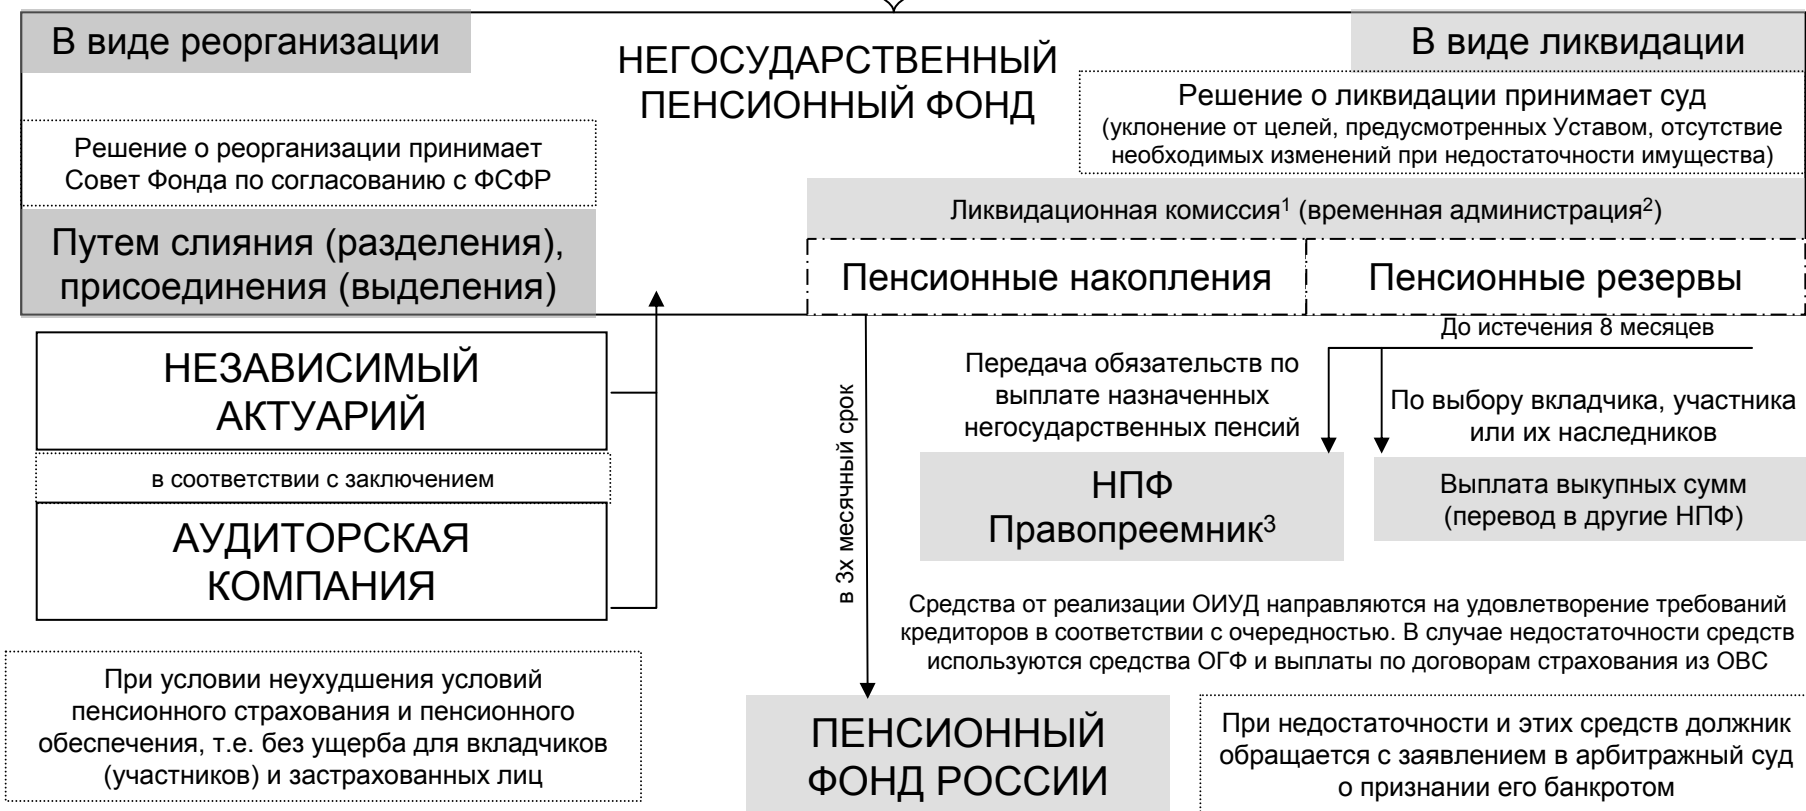 В виде реорганизации
НЕГОСУДАРСТВЕННЫЙ
ПЕНСИОННЫЙ ФОНД
В виде ликвидации
Решение о ликвидации принимает суд
(уклонение от целей, предусмотренных Уставом, отсутствие
необходимых изменений при недостаточности имущества)
Решение о реорганизации принимает
Совет Фонда по согласованию с ФСФР
Ликвидационная комиссия¹ (временная администрация²)
Путем слияния (разделения),
присоединения (выделения)
Пенсионные накопления
Пенсионные резервы
До истечения 8 месяцев
НЕЗАВИСИМЫЙ
АКТУАРИЙ
в соответствии с заключением
АУДИТОРСКАЯ
КОМПАНИЯ
в 3х месячный срок
Передача обязательств по
выплате назначенных
негосударственных пенсий
По выбору вкладчика, участника
или их наследников
НПФ
Правопреемник³
Выплата выкупных сумм
(перевод в другие НПФ)
Средства от реализации ОИУД направляются на удовлетворение требований
кредиторов в соответствии с очередностью. В случае недостаточности средств
используются средства ОГФ и выплаты по договорам страхования из ОВС
При условии неухудшения условий
пенсионного страхования и пенсионного
обеспечения, т.е. без ущерба для вкладчиков
(участников) и застрахованных лиц
ПЕНСИОННЫЙ
ФОНД РОССИИ
При недостаточности и этих средств должник
обращается с заявлением в арбитражный суд
о признании его банкротом